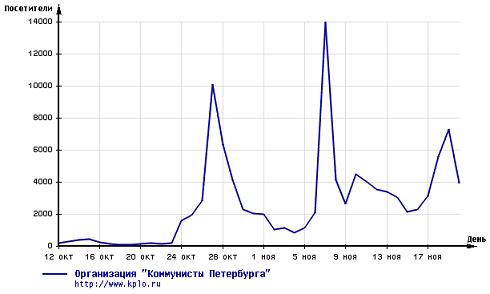 Посетители
14000
12000
10000
8000
6000
4000
2000
0
12 окт 16 окт 20 окт 24 окт 28 окт 1 ноя 5 ноя 9 ноя 13 ноя 17 ноя
День
Организация "Коммунисты Петербурга"
http://www.kplo.ru